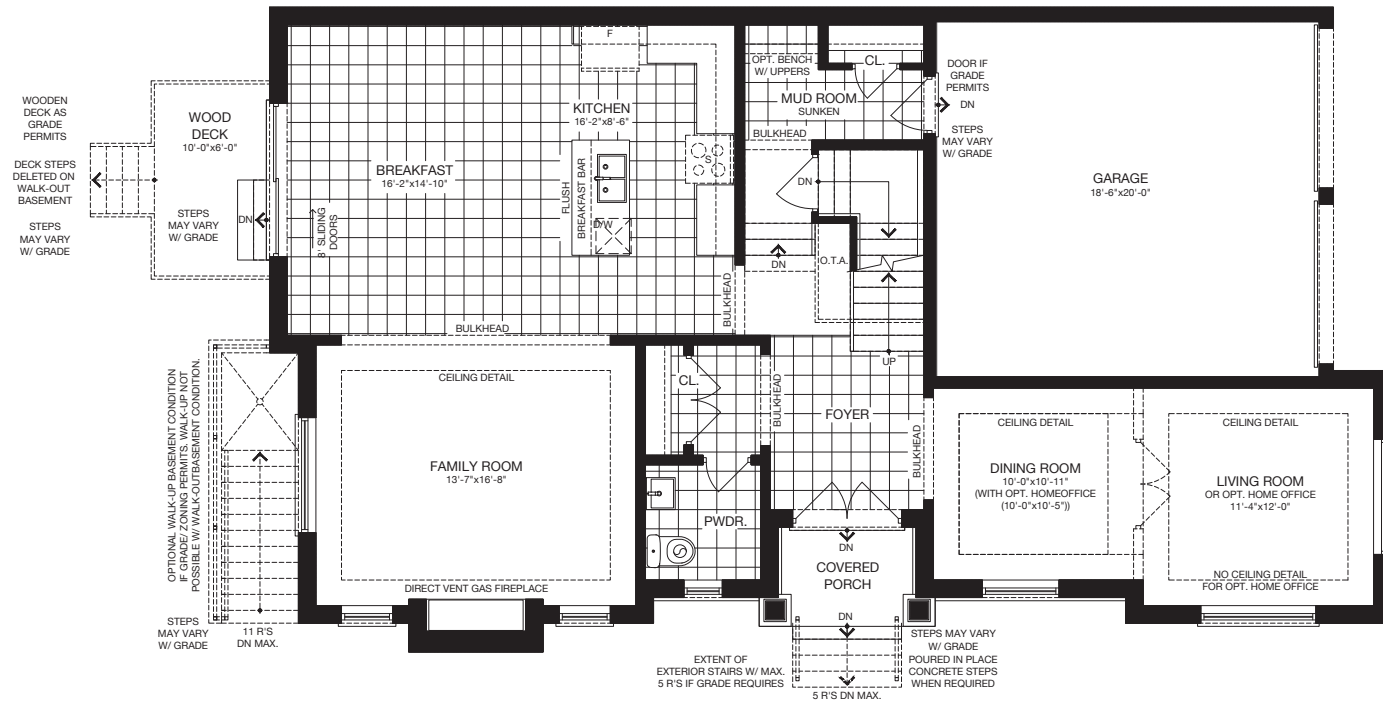 WOODEN
DECK AS
GRADE
PERMITS
DECK STEPS
DELETED ON
WALK-OUT
BASEMENT
STEPS
MAY VARY
W/ GRADE
WOOD
DECK
10'-0"x6'-0"
STEPS
MAY VARY
W/ GRADE
DN
8' SLIDING
DOORS
BREAKFAST
16'-2"x14'-10"
KITCHEN
16'-2"x8'-6"
F
S
FLUSH
BREAKFAST BAR
D/W
BULKHEAD
BULKHEAD
OPT. BENCH
W/ UPPERS
CL.
MUD ROOM
SUNKEN
BULKHEAD
DOOR IF
GRADE
PERMITS
DN
STEPS
MAY VARY
W/ GRADE
DN
DN
O.T.A.
UP
GARAGE
18'-6"x20'-0"
OPTIONAL WALK-UP BASEMENT CONDITION
IF GRADE/ ZONING PERMITS. WALK-UP NOT
POSSIBLE W/ WALK-OUTBASEMENT CONDITION.
STEPS
MAY VARY
W/ GRADE
11 R'S
DN MAX.
CEILING DETAIL
FAMILY ROOM
13'-7"x16'-8"
DIRECT VENT GAS FIREPLACE
CL.
BULKHEAD
FOYER
BULKHEAD
PWDR.
DN
COVERED
PORCH
DN
EXTENT OF
EXTERIOR STAIRS W/ MAX.
5 R'S IF GRADE REQUIRES
5 R'S DN MAX.
STEPS MAY VARY
W/ GRADE
POURED IN PLACE
CONCRETE STEPS
WHEN REQUIRED
CEILING DETAIL
DINING ROOM
10'-0"x10'-11"
(WITH OPT. HOMEOFFICE
(10'-0"x10'-5"))
CEILING DETAIL
LIVING ROOM
OR OPT. HOME OFFICE
11'-4"x12'-0"
NO CEILING DETAIL
FOR OPT. HOME OFFICE